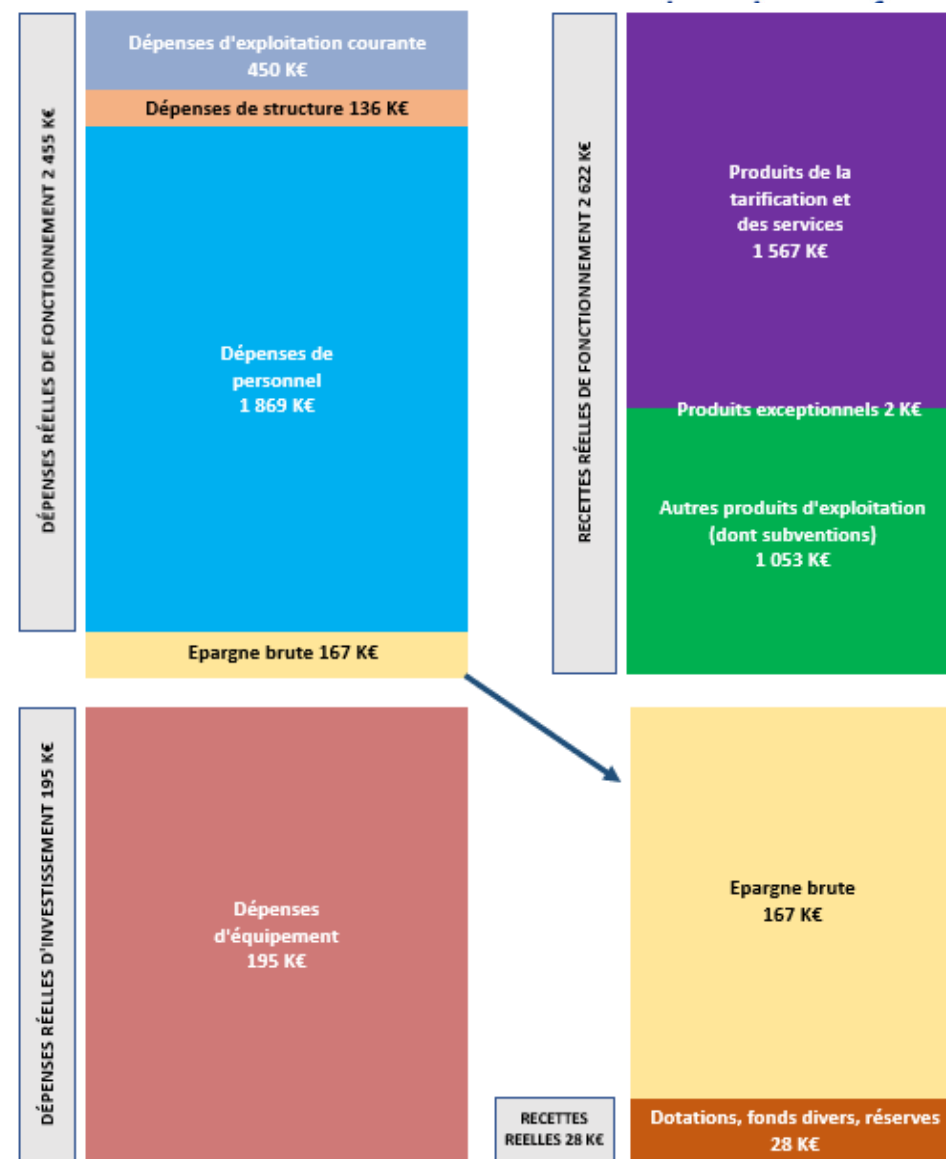 DÉPENSES RÉELLES DE FONCTIONNEMENT 2 455 K€
Dépenses d'exploitation courante
450 K€
Dépenses de structure 136 K€
Dépenses de
personnel
1 869 K€
Epargne brute 167 K€
RECETTES RÉELLES DE FONCTIONNEMENT 2 622 K€
Produits de la
tarification et
des services
1 567 K€
Produits exceptionnels 2 K€
Autres produits d'exploitation
(dont subventions)
1 053 K€
DÉPENSES RÉELLES D'INVESTISSEMENT 195 K€
Dépenses
d'équipement
195 K€
Epargne brute
167 K€
RECETTES
REELLES 28 K€
Dotations, fonds divers, réserves
28 K€